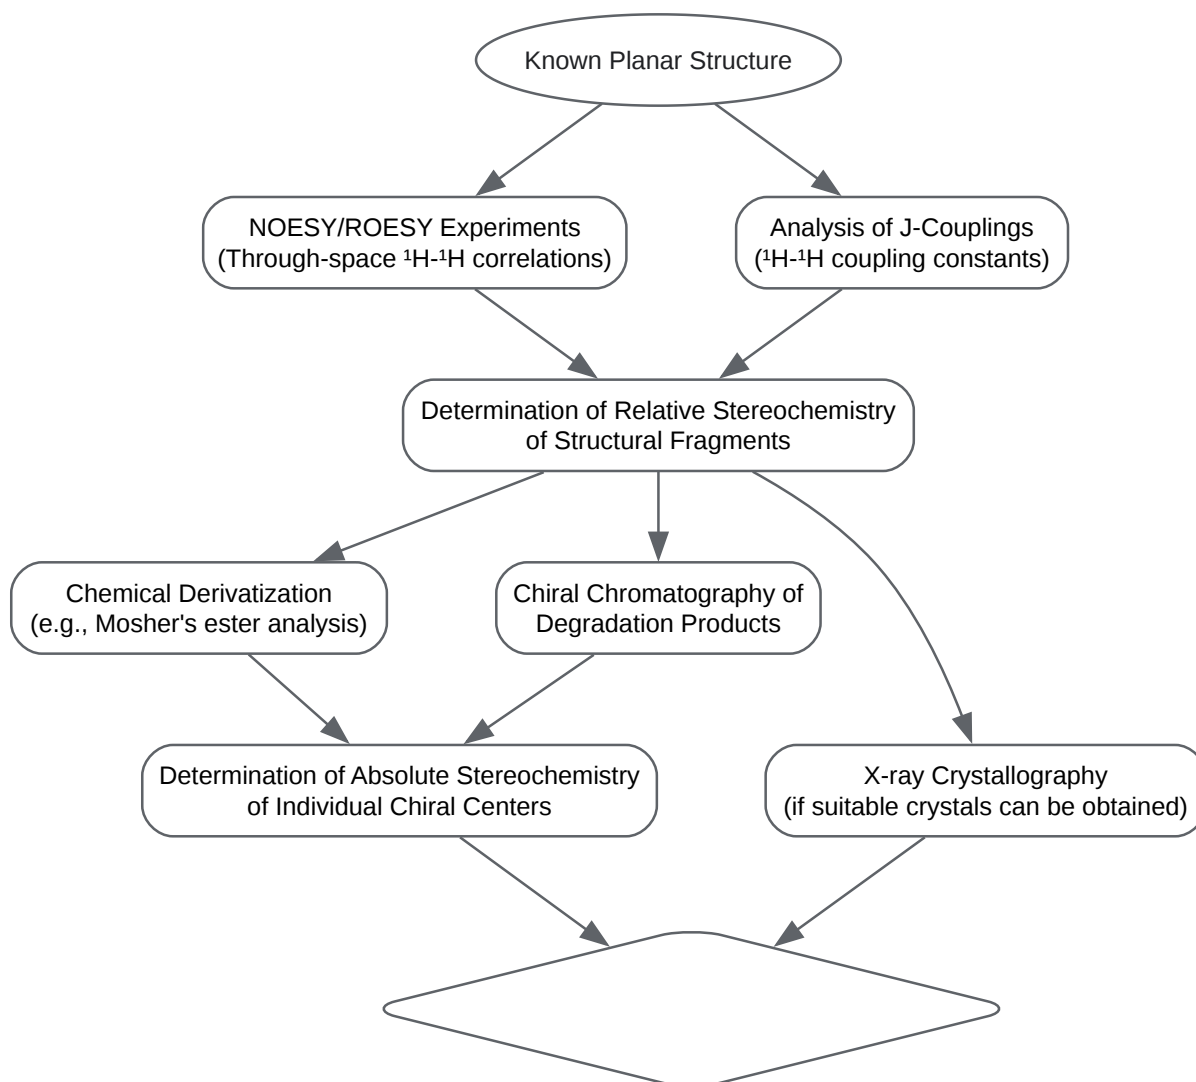 Known Planar Structure
NOESY/ROESY Experiments
(Through-space ¹H-¹H correlations)
Analysis of J-Couplings
(¹H-¹H coupling constants)
Determination of Relative Stereochemistry
of Structural Fragments
Chemical Derivatization
(e.g., Mosher's ester analysis)
Chiral Chromatography of
Degradation Products
Determination of Absolute Stereochemistry
of Individual Chiral Centers
X-ray Crystallography
(if suitable crystals can be obtained)